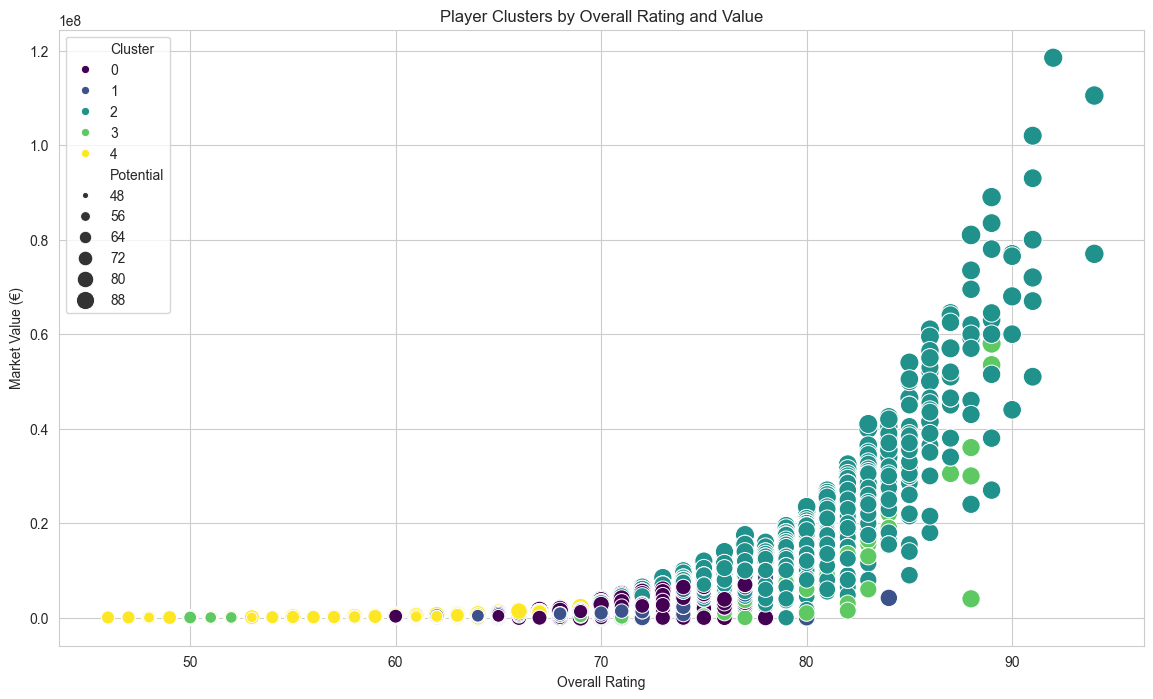 Player Clusters by Overall Rating and Value
1e8
Cluster
0
1
2
3
4
Potential
48
56
64
72
80
88
1.2
1.0
0.8
0.6
0.4
0.2
0.0
Market Value (€)
50 60 70 80 90
Overall Rating